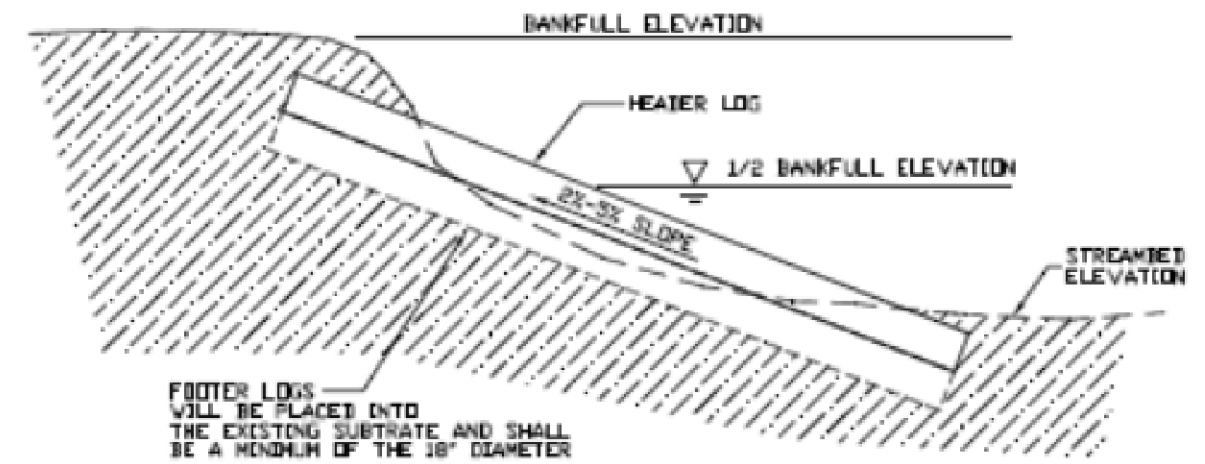 BANKFULL ELEVATION
HEADER LOG
1/2 BANKFULL ELEVATION
2%-5% SLOPE
STREAMBED
ELEVATION
FOOTER LOGS
WILL BE PLACED INTO
THE EXISTING SUBTRATE AND SHALL
BE A MINIMUM OF THE 18" DIAMETER